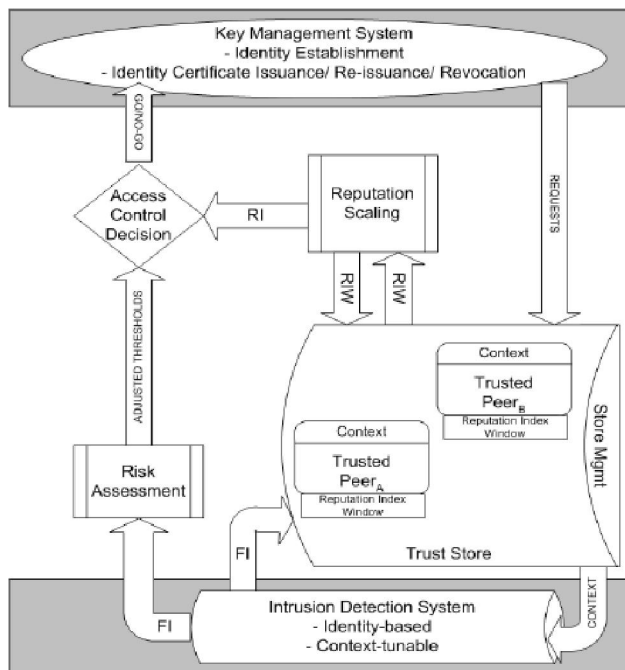 Key Management System
- Identity Establishment
- Identity Certificate Issuance/ Re-issuance/ Revocation
GO/NO-GO
REQUESTS
Access
Control
Decision
RI
Reputation
Scaling
RIW
RIW
ADJUSTED THRESHOLDS
Context
Trusted
PeerB
Reputation Index
Window
Store Mgmt
Context
Trusted
PeerA
Reputation Index
Window
Risk
Assessment
Trust Store
FI
FI
CONTEXT
Intrusion Detection System
- Identity-based
- Context-tunable